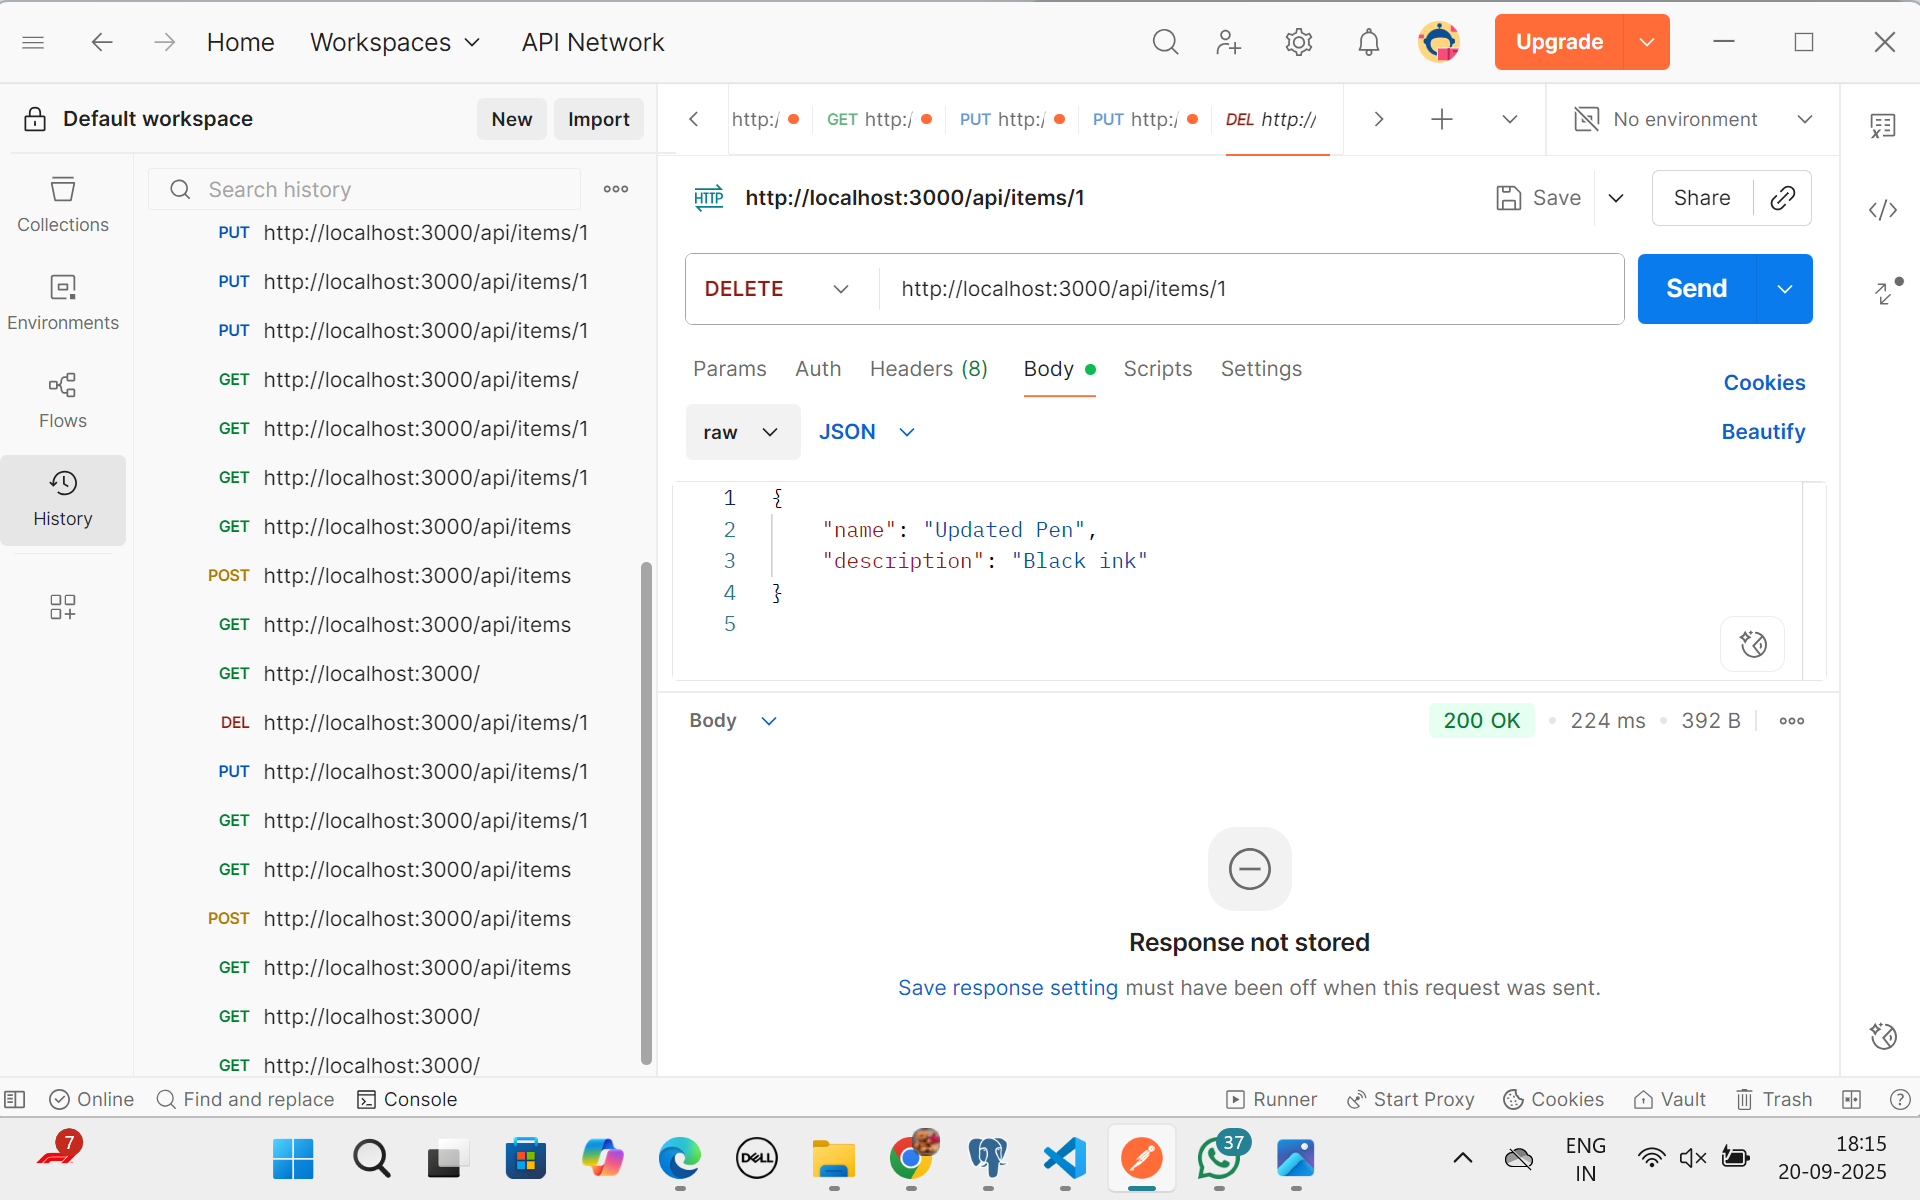 Home Workspaces API Network Upgrade
Default workspace New Import
http:/ GET http:/ PUT http:/ PUT http:/ DEL http:// No environment
Collections
Environments
Flows
History
Search history
PUT http://localhost:3000/api/items/1
PUT http://localhost:3000/api/items/1
PUT http://localhost:3000/api/items/1
GET http://localhost:3000/api/items/
GET http://localhost:3000/api/items/1
GET http://localhost:3000/api/items/1
GET http://localhost:3000/api/items
POST http://localhost:3000/api/items
GET http://localhost:3000/api/items
GET http://localhost:3000/
DEL http://localhost:3000/api/items/1
PUT http://localhost:3000/api/items/1
GET http://localhost:3000/api/items/1
GET http://localhost:3000/api/items
POST http://localhost:3000/api/items
GET http://localhost:3000/api/items
GET http://localhost:3000/
GET http://localhost:3000/
HTTP http://localhost:3000/api/items/1 Save Share
DELETE http://localhost:3000/api/items/1 Send
Params Auth Headers (8) Body Scripts Settings Cookies
raw JSON Beautify
1 {
2 "name": "Updated Pen",
3 "description": "Black ink"
4 }
5
Body 200 OK 224 ms 392 B
Response not stored
Save response setting must have been off when this request was sent.
Online Find and replace Console Runner Start Proxy Cookies Vault Trash
7 DELL 37 ENG IN 18:15
20-09-2025